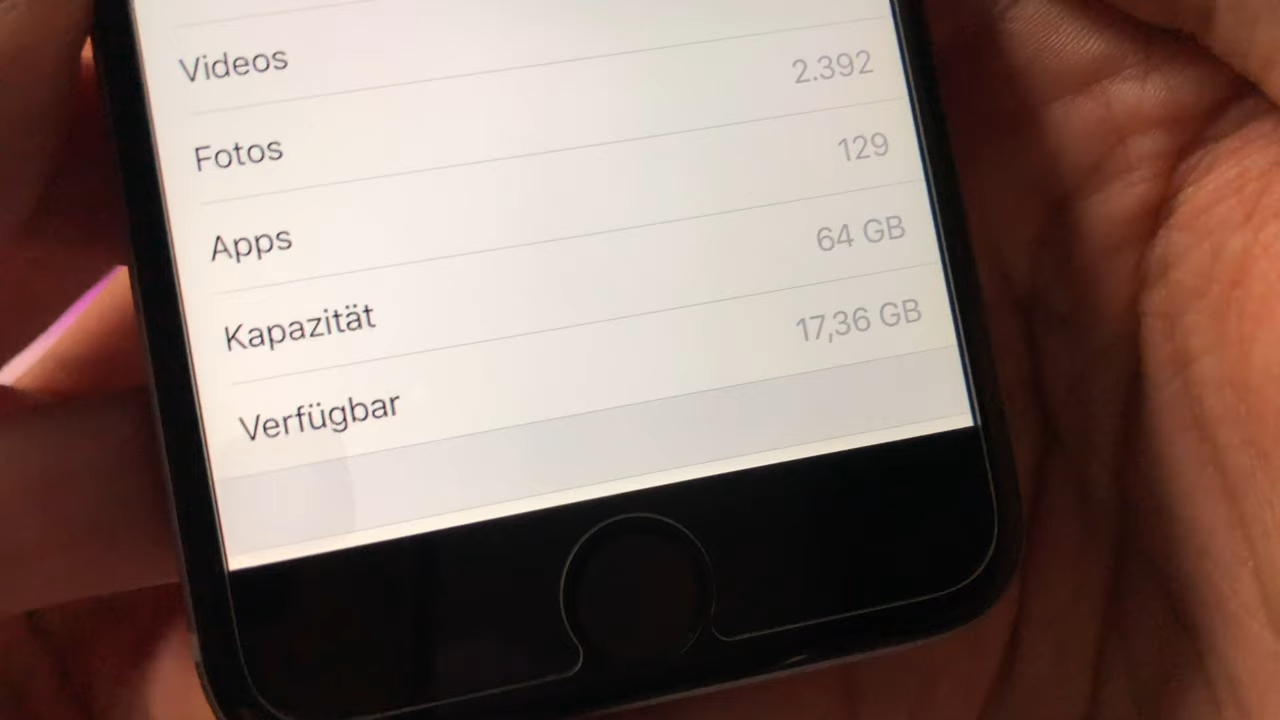 Videos
Fotos 2.392
Apps 129
Kapazität 64 GB
Verfügbar 17,36 GB